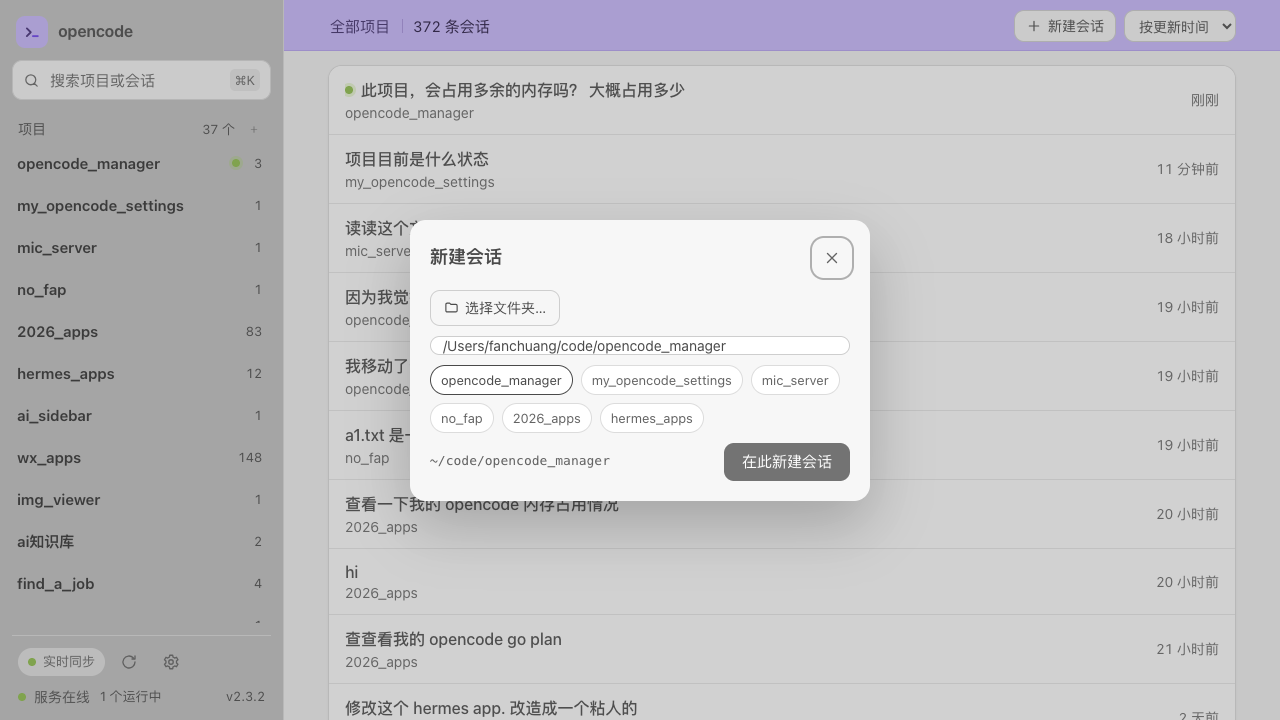 opencode
搜索项目或会话 ⌘K
项目 37 个 +
opencode_manager 3
my_opencode_settings 1
mic_server 1
no_fap 1
2026_apps 83
hermes_apps 12
ai_sidebar 1
wx_apps 148
img_viewer 1
ai知识库 2
find_a_job 4
实时同步
服务在线 1 个运行中 v2.3.2
全部项目 372 条会话
新建会话 按更新时间
此项目，会占用多余的内存吗？ 大概占用多少
opencode_manager
刚刚
项目目前是什么状态
my_opencode_settings
11 分钟前
读读这个
mic_serve
18 小时前
因为我觉
opencode_
19 小时前
我移动了
opencode_
19 小时前
a1.txt 是一
no_fap
19 小时前
查看一下我的 opencode 内存占用情况
2026_apps
20 小时前
hi
2026_apps
20 小时前
查查看我的 opencode go plan
2026_apps
21 小时前
修改这个 hermes app. 改造成一个粘人的
2 天前
新建会话
选择文件夹...
/Users/fanchuang/code/opencode_manager
opencode_manager my_opencode_settings mic_server
no_fap 2026_apps hermes_apps
~/code/opencode_manager 在此新建会话